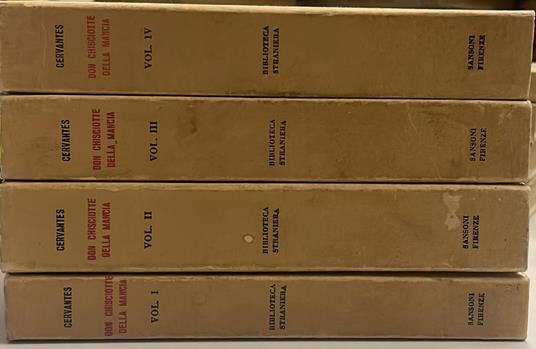 CERVANTES
DON CHISCIOTTE
DELLA MANCIA
VOL. IV
BIBLIOTECA
STRANIERA
SANSONI
FIRENZE
CERVANTES
DON CHISCIOTTE
DELLA MANCIA
VOL. III
BIBLIOTECA
STRANIERA
SANSONI
FIRENZE
CERVANTES
DON CHISCIOTTE
DELLA MANCIA
VOL. II
BIBLIOTECA
STRANIERA
SANSONI
FIRENZE
CERVANTES
DON CHISCIOTTE
DELLA MANCIA
VOL. I
BIBLIOTECA
STRANIERA
SANSONI
FIRENZE